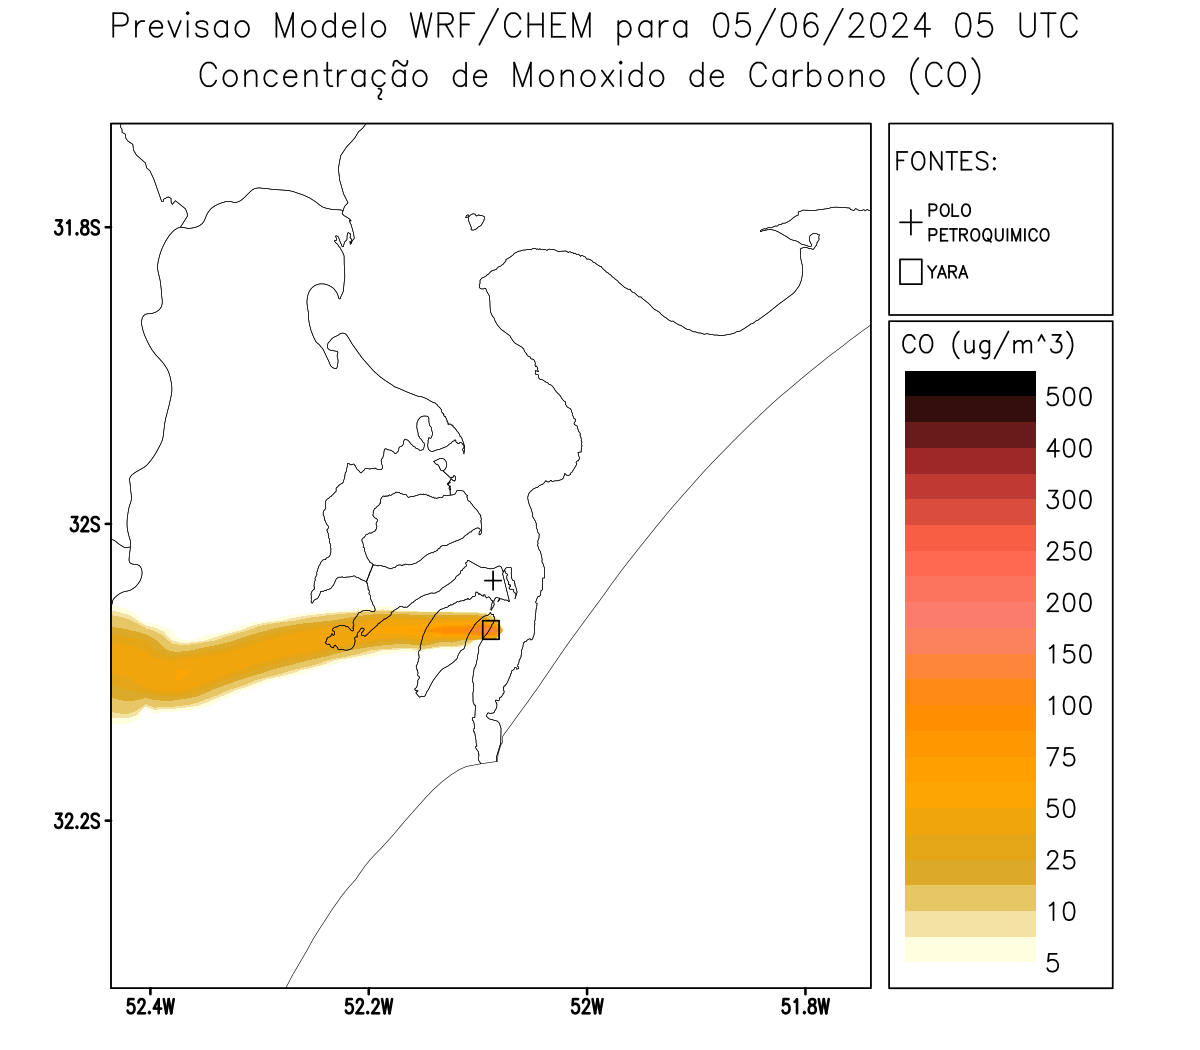 Previsao Modelo WRF/CHEM para 05/06/2024 05 UTC
Concentração de Monoxido de Carbono (CO)
FONTES:
POLO
PETROQUIMICO
YARA
CO (ug/m^3)
500
400
300
250
200
150
100
75
50
25
10
5
31.8S
32S
32.2S
52.4W
52.2W
52W
51.8W